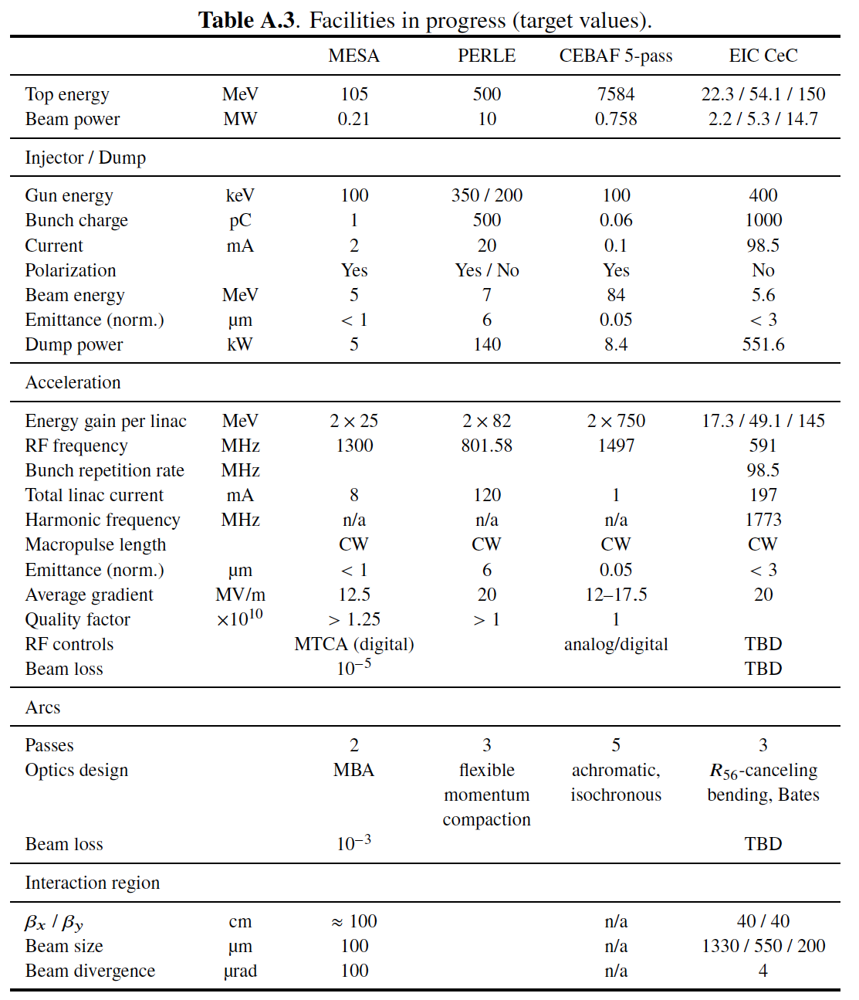 Table A.3. Facilities in progress (target values).
MESA PERLE CEBAF 5-pass EIC CeC
Top energy MeV 105 500 7584 22.3 / 54.1 / 150
Beam power MW 0.21 10 0.758 2.2 / 5.3 / 14.7
Injector / Dump
Gun energy keV 100 350 / 200 100 400
Bunch charge pC 1 500 0.06 1000
Current mA 2 20 0.1 98.5
Polarization Yes Yes / No Yes No
Beam energy MeV 5 7 84 5.6
Emittance (norm.) μm < 1 6 0.05 < 3
Dump power kW 5 140 8.4 551.6
Acceleration
Energy gain per linac MeV 2 × 25 2 × 82 2 × 750 17.3 / 49.1 / 145
RF frequency MHz 1300 801.58 1497 591
Bunch repetition rate MHz 98.5
Total linac current mA 8 120 1 197
Harmonic frequency MHz n/a n/a n/a 1773
Macropulse length CW CW CW CW
Emittance (norm.) μm < 1 6 0.05 < 3
Average gradient MV/m 12.5 20 12–17.5 20
Quality factor ×10¹⁰ > 1.25 > 1 1
RF controls MTCA (digital) analog/digital TBD
Beam loss 10⁻⁵ TBD
Arcs
Passes 2 3 5 3
Optics design MBA flexible achromatic, R₅₆-canceling
momentum isochronous bending, Bates
compaction
Beam loss 10⁻³ TBD
Interaction region
βx / βy cm ≈ 100 n/a 40 / 40
Beam size μm 100 n/a 1330 / 550 / 200
Beam divergence μrad 100 n/a 4